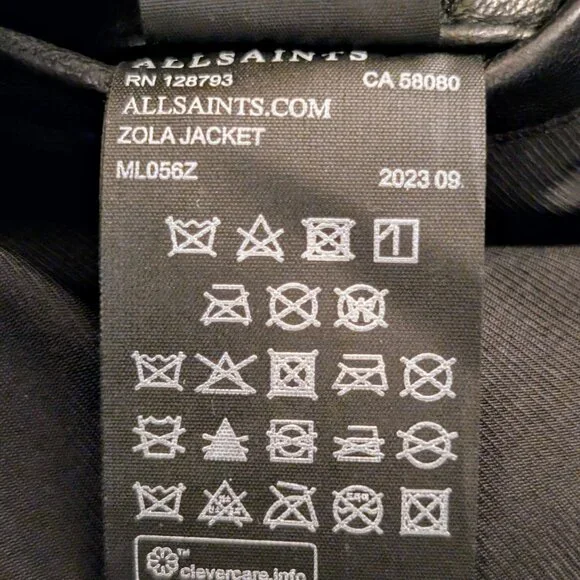 ALLSAINTS
RN 128793 CA 58080
ALLSAINTS.COM
ZOLA JACKET
ML056Z 2023 09
W
clevercare.info